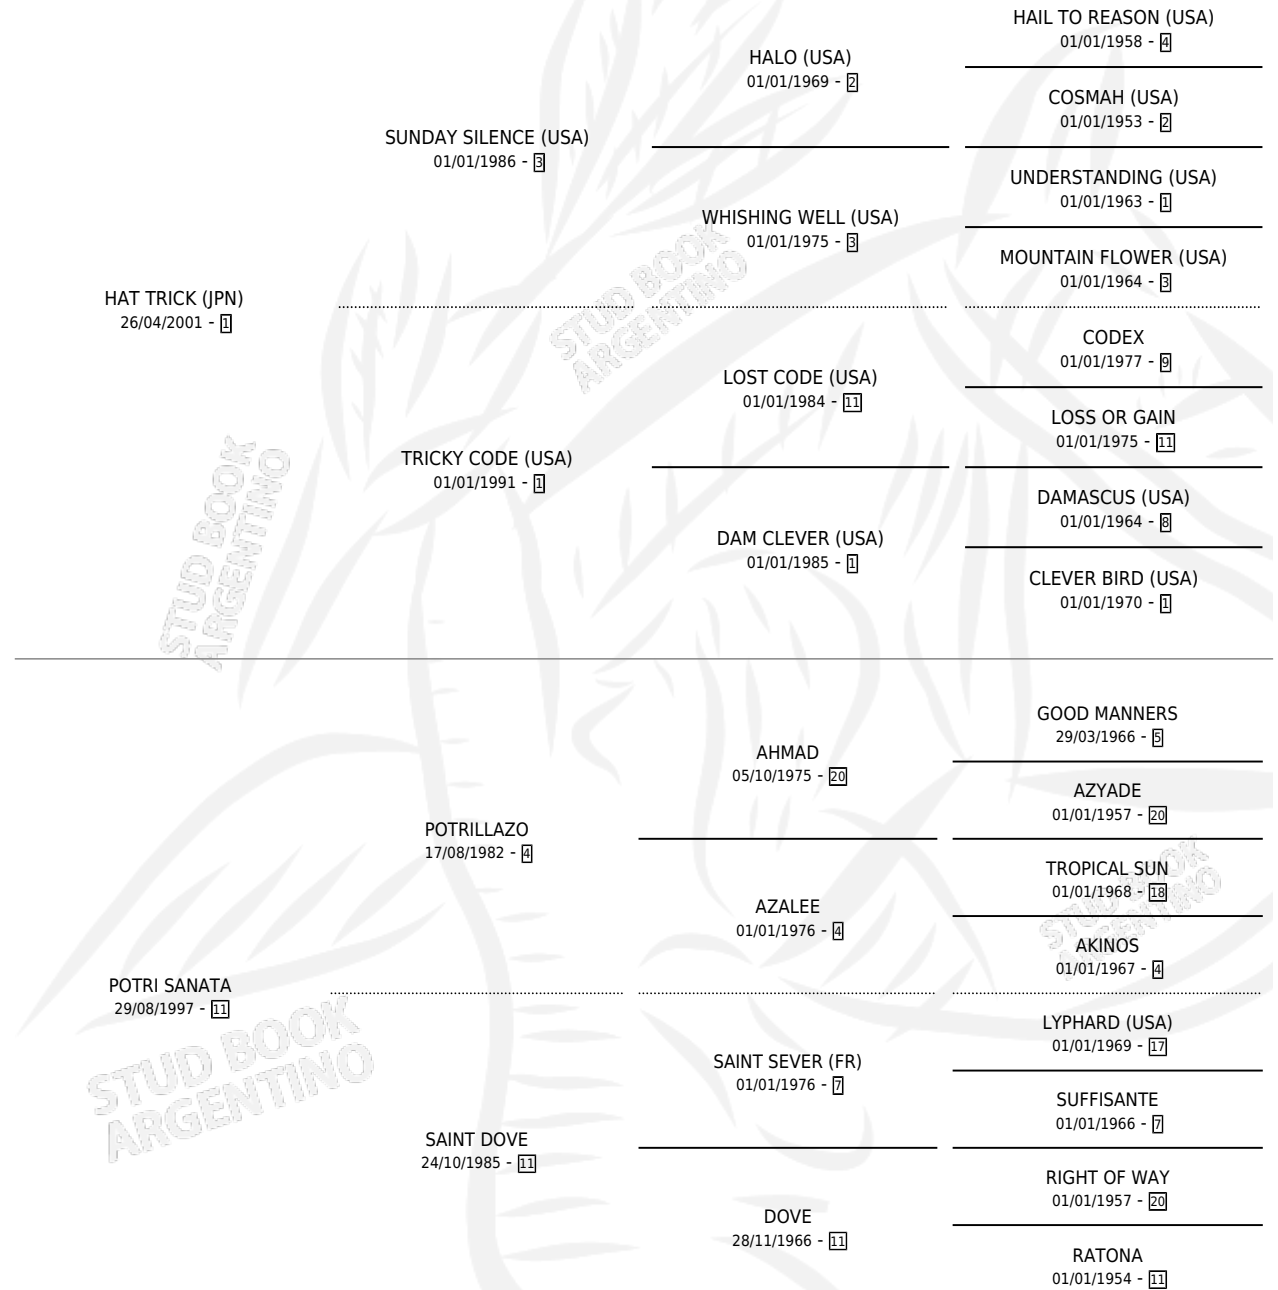 HAIL TO REASON (USA)
01/01/1958 - 4
HALO (USA)
01/01/1969 - 2
COSMAH (USA)
01/01/1953 - 2
SUNDAY SILENCE (USA)
01/01/1986 - 3
UNDERSTANDING (USA)
01/01/1963 - 1
WHISHING WELL (USA)
01/01/1975 - 3
MOUNTAIN FLOWER (USA)
01/01/1964 - 3
HAT TRICK (JPN)
26/04/2001 - 1
CODEX
01/01/1977 - 9
LOST CODE (USA)
01/01/1984 - 11
LOSS OR GAIN
01/01/1975 - 11
TRICKY CODE (USA)
01/01/1991 - 1
DAMASCUS (USA)
01/01/1964 - 8
DAM CLEVER (USA)
01/01/1985 - 1
CLEVER BIRD (USA)
01/01/1970 - 1
GOOD MANNERS
29/03/1966 - 5
AHMAD
05/10/1975 - 20
AZYADE
01/01/1957 - 20
POTRILLAZO
17/08/1982 - 4
TROPICAL SUN
01/01/1968 - 18
AZALEE
01/01/1976 - 4
AKINOS
01/01/1967 - 4
POTRI SANATA
29/08/1997 - 11
LYPHARD (USA)
01/01/1969 - 17
SAINT SEVER (FR)
01/01/1976 - 7
SUFFISANTE
01/01/1966 - 7
SAINT DOVE
24/10/1985 - 11
RIGHT OF WAY
01/01/1957 - 20
DOVE
28/11/1966 - 11
RATONA
01/01/1954 - 11
STUD BOOK
ARGENTINO
STUD BOOK
ARGENTINO
STUD BOOK
ARGENTINO
STUD BOOK
ARGENTINO